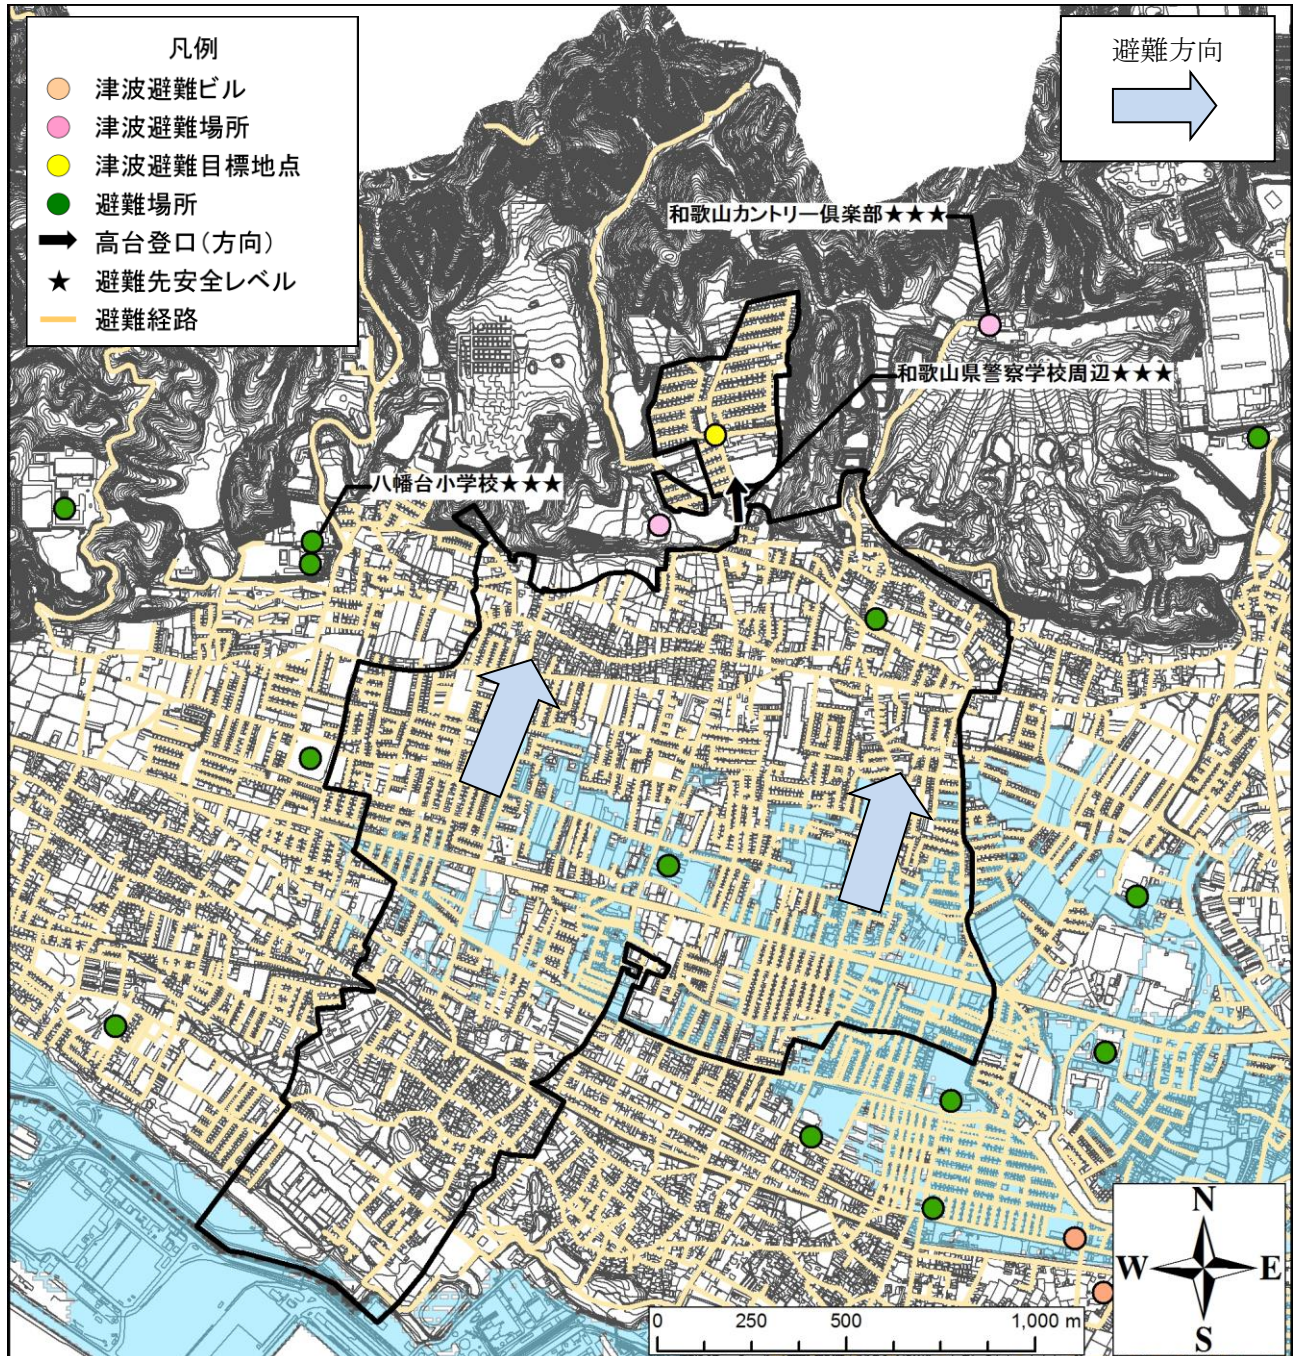 凡例
津波避難ビル
津波避難場所
津波避難目標地点
避難場所
高台登口(方向)
★ 避難先安全レベル
避難経路
避難方向
和歌山カントリー倶楽部★★★
和歌山県警察学校周辺★★★
八幡台小学校★★★
N
W E
S
0 250 500 1,000 m